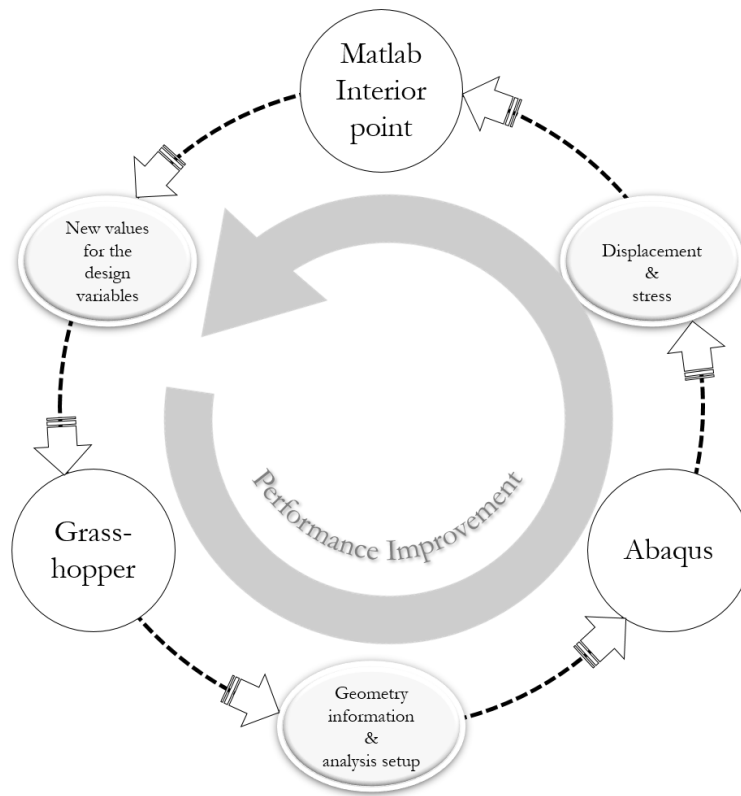 Matlab
Interior
point
New values
for the
design
variables
Displacement
&
stress
Performance Improvement
Grass-
hopper
Abaqus
Geometry
information
&
analysis setup